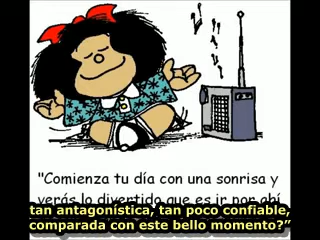 "Comienza tu día con una sonrisa y
verás lo divertido que es ir por ahí
tan antagonística, tan poco confiable,
comparada con este bello momento?”